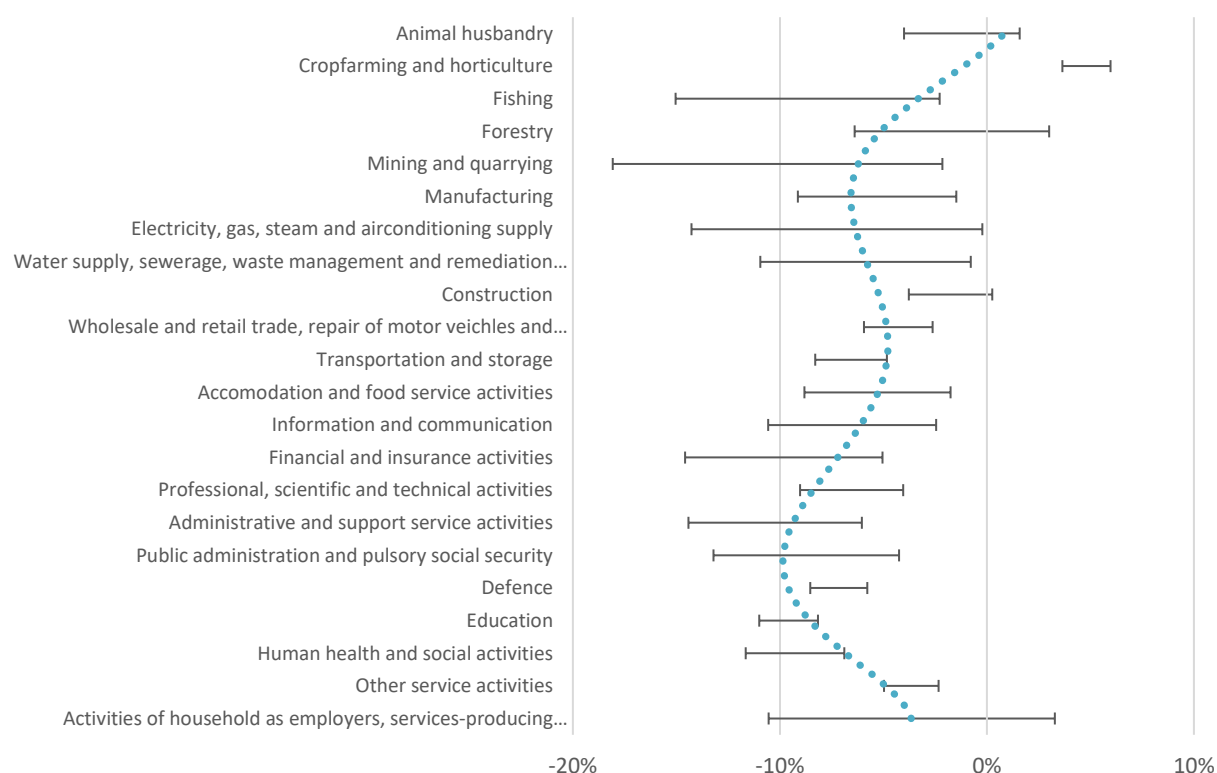 Animal husbandry
Cropfarming and horticulture
Fishing
Forestry
Mining and quarrying
Manufacturing
Electricity, gas, steam and airconditioning supply
Water supply, sewerage, waste management and remediation...
Construction
Wholesale and retail trade, repair of motor veichles and...
Transportation and storage
Accomodation and food service activities
Information and communication
Financial and insurance activities
Professional, scientific and technical activities
Administrative and support service activities
Public administration and pulsory social security
Defence
Education
Human health and social activities
Other service activities
Activities of household as employers, services-producing...
-20% -10% 0% 10%